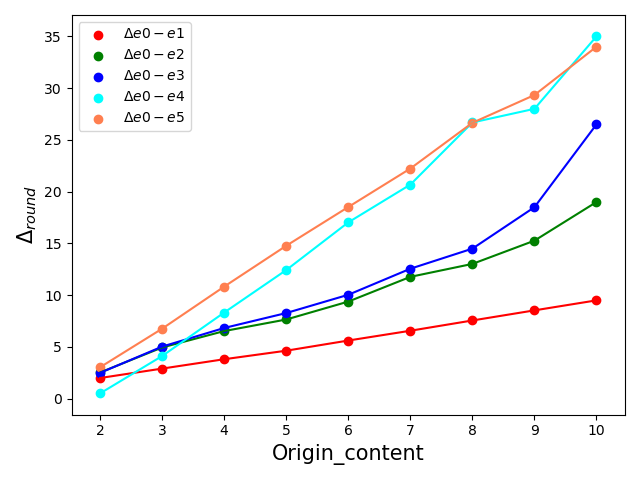 Δe0 − e1
Δe0 − e2
Δe0 − e3
Δe0 − e4
Δe0 − e5
35
30
25
20
15
10
5
0
Δround
2 3 4 5 6 7 8 9 10
Origin_content